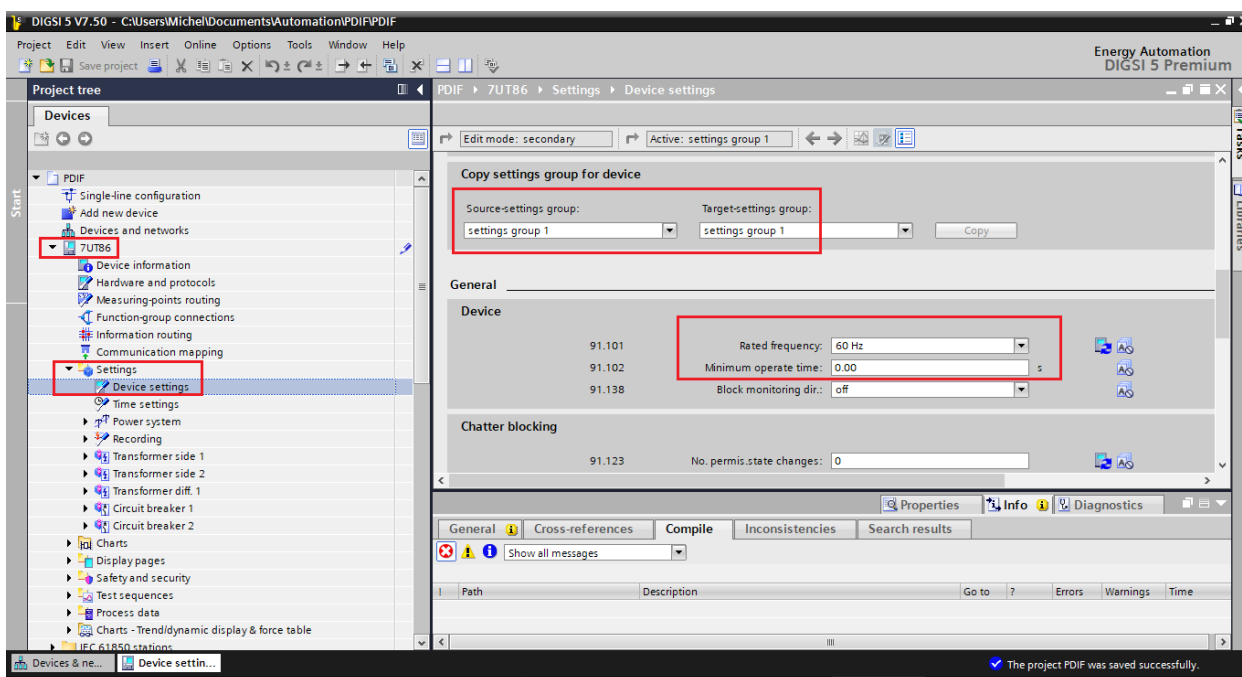 DIGSI 5 V7.50 - C:\Users\Michel\Documents\Automation\PDIF\PDIF
Project Edit View Insert Online Options Tools Window Help
Energy Automation
DIGSI 5 Premium
Save project
Project tree
PDIF ▸ 7UT86 ▸ Settings ▸ Device settings
Devices
Edit mode: secondary
Active: settings group 1
Start
PDIF
Single-line configuration
Add new device
Devices and networks
7UT86
Device information
Hardware and protocols
Measuring-points routing
Function-group connections
Information routing
Communication mapping
Settings
Device settings
Time settings
Power system
Recording
Transformer side 1
Transformer side 2
Transformer diff. 1
Circuit breaker 1
Circuit breaker 2
Charts
Display pages
Safety and security
Test sequences
Process data
Charts - Trend/dynamic display & force table
IEC 61850 stations
Copy settings group for device
Source-settings group: Target-settings group:
settings group 1 settings group 1 Copy
General
Device
91.101 Rated frequency: 60 Hz
91.102 Minimum operate time: 0.00 s
91.138 Block monitoring dir.: off
Chatter blocking
91.123 No. permis.state changes: 0
Tasks
Libraries
Properties Info Diagnostics
General Cross-references Compile Inconsistencies Search results
Show all messages
! Path Description Go to ? Errors Warnings Time
Devices & ne... Device settin...
The project PDIF was saved successfully.